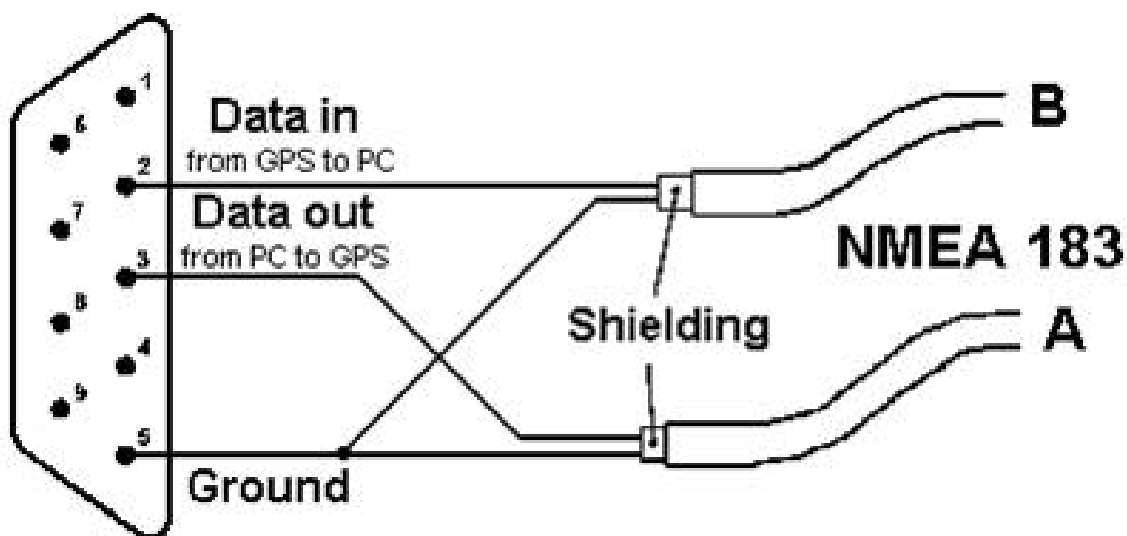 1
6
Data in
from GPS to PC
2
B
7
Data out
from PC to GPS
NMEA 183
3
8
Shielding
A
4
9
5
Ground